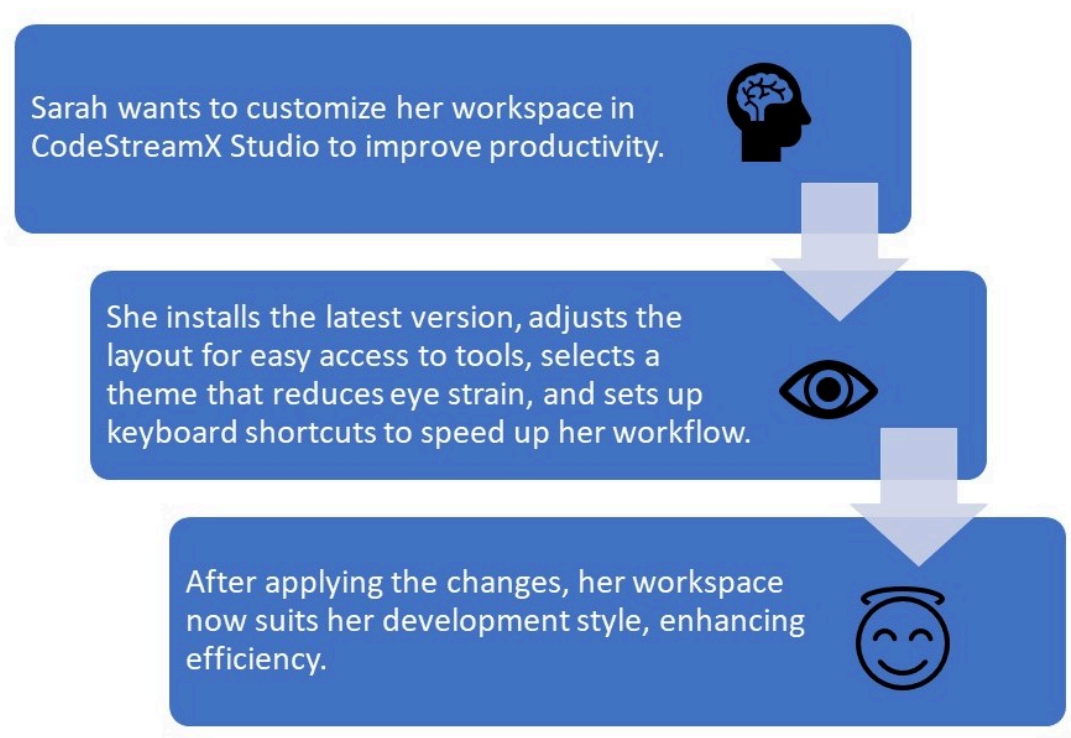 Sarah wants to customize her workspace in
CodeStreamX Studio to improve productivity.
She installs the latest version, adjusts the
layout for easy access to tools, selects a
theme that reduces eye strain, and sets up
keyboard shortcuts to speed up her workflow.
After applying the changes, her workspace
now suits her development style, enhancing
efficiency.